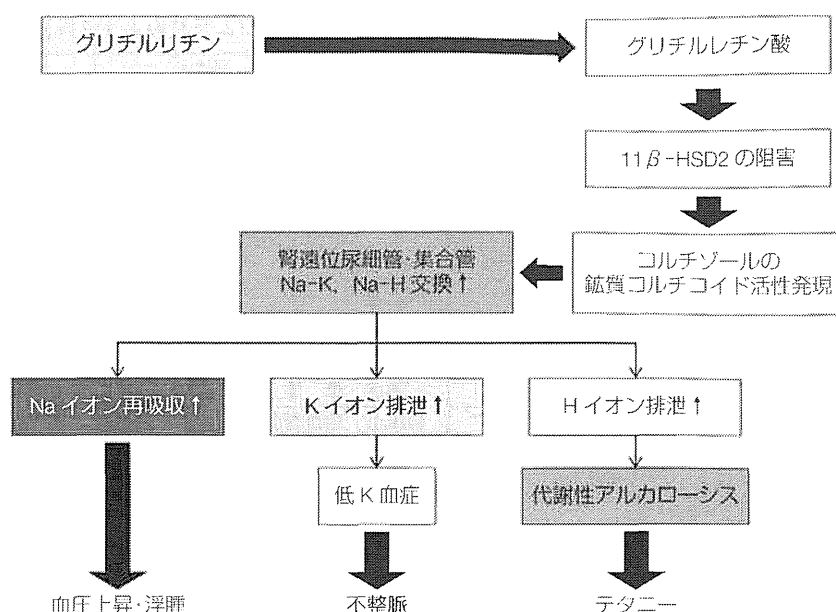 グリチルリチン
グリチルレチン酸
11β-HSD2の阻害
コルチゾールの
鉱質コルチコイド活性発現
腎遠位尿細管・集合管
Na-K、Na-H交換↑
Naイオン再吸収↑
Kイオン排泄↑
Hイオン排泄↑
低K血症
代謝性アルカローシス
血圧上昇・浮腫
不整脈
テタニー